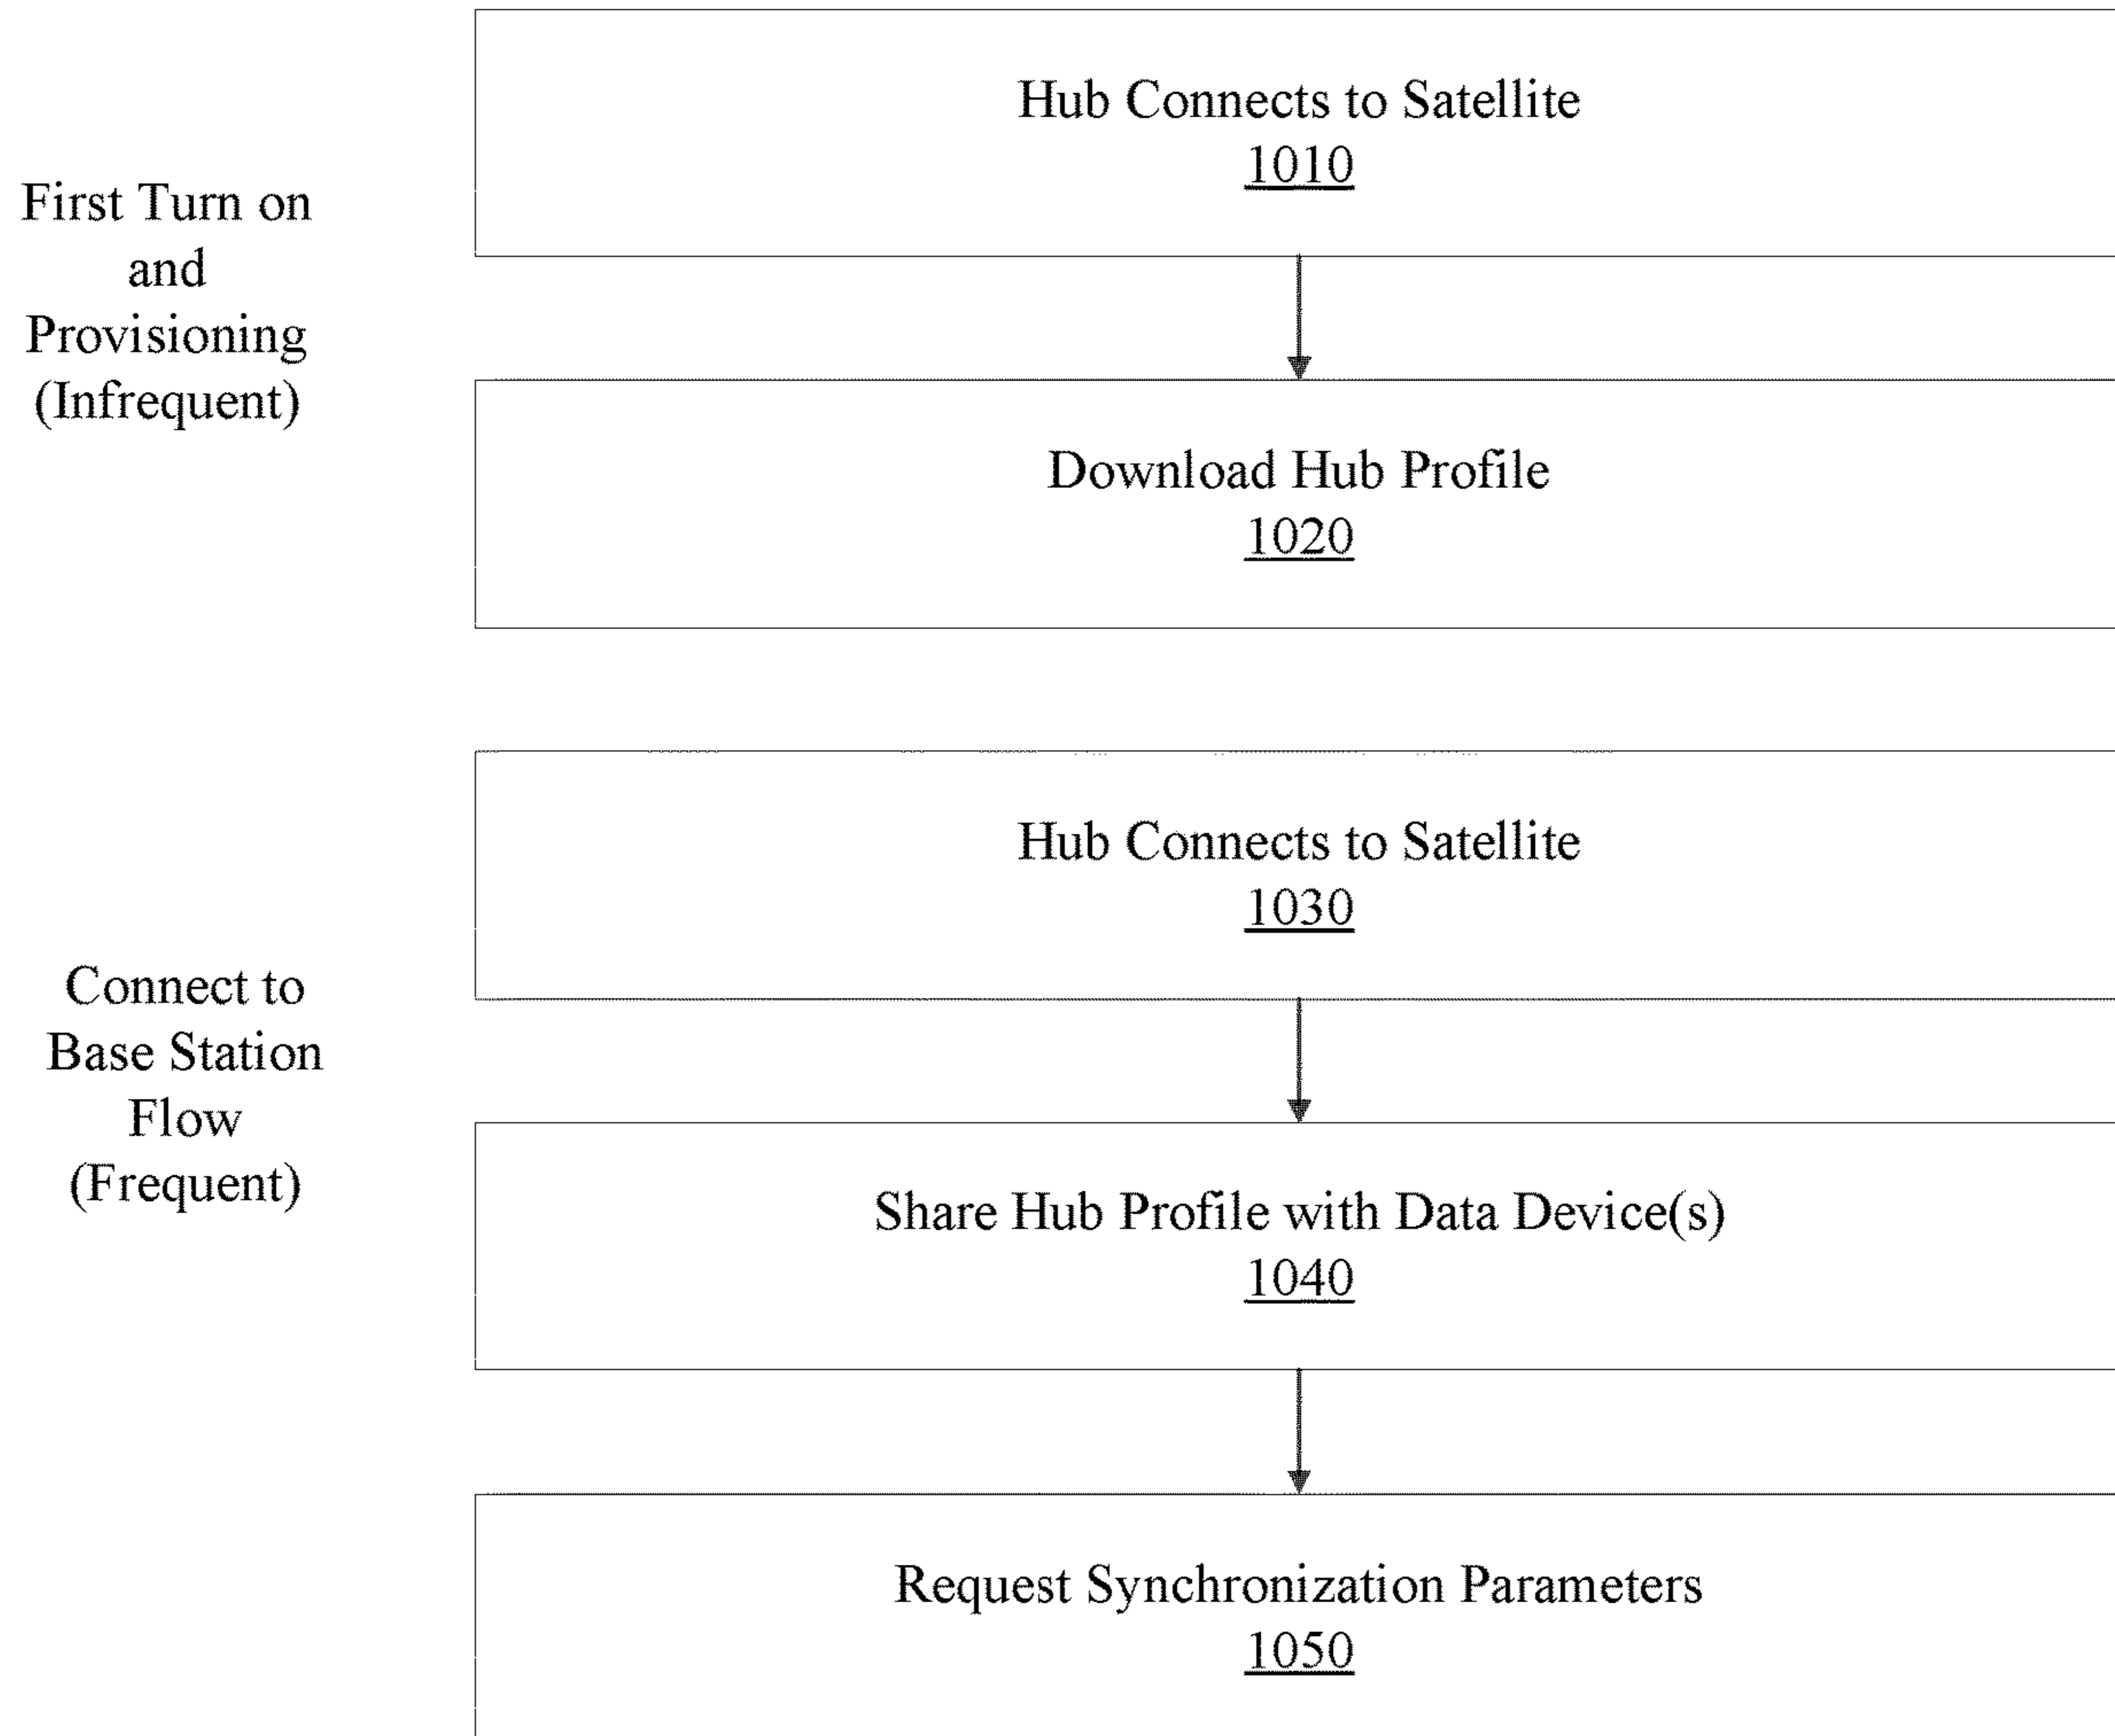 First Turn on
and
Provisioning
(Infrequent)
Hub Connects to Satellite
1010
Download Hub Profile
1020
Connect to
Base Station
Flow
(Frequent)
Hub Connects to Satellite
1030
Share Hub Profile with Data Device(s)
1040
Request Synchronization Parameters
1050